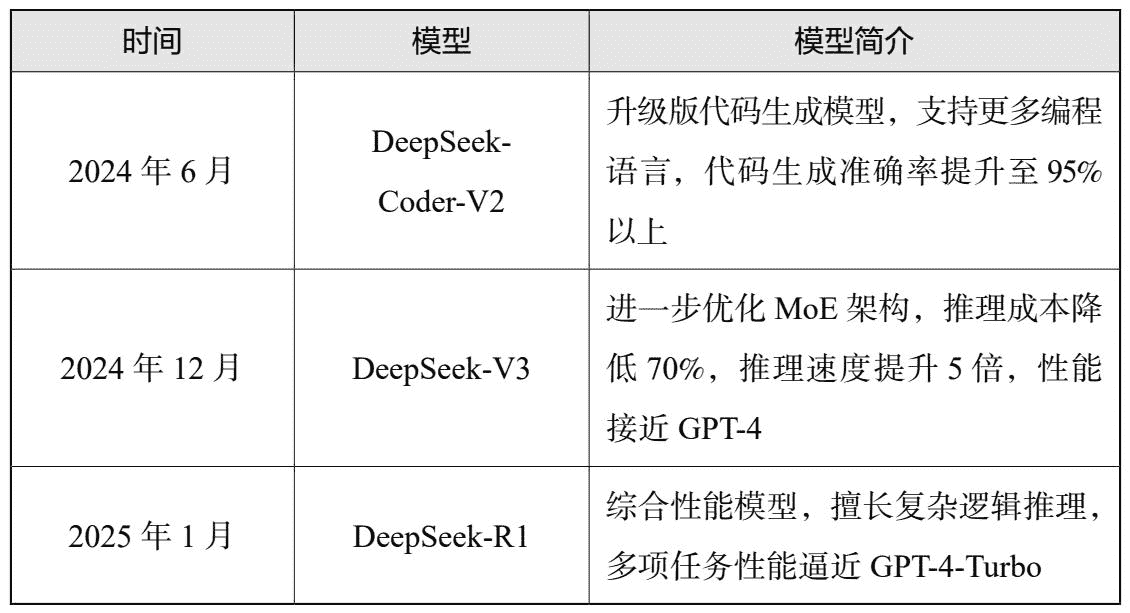 时间 模型 模型简介
2024 年 6 月
DeepSeek-
Coder-V2
升级版代码生成模型，支持更多编程
语言，代码生成准确率提升至 95%
以上
2024 年 12 月
DeepSeek-V3
进一步优化 MoE 架构，推理成本降
低 70%，推理速度提升 5 倍，性能
接近 GPT-4
2025 年 1 月
DeepSeek-R1
综合性能模型，擅长复杂逻辑推理，
多项任务性能逼近 GPT-4-Turbo